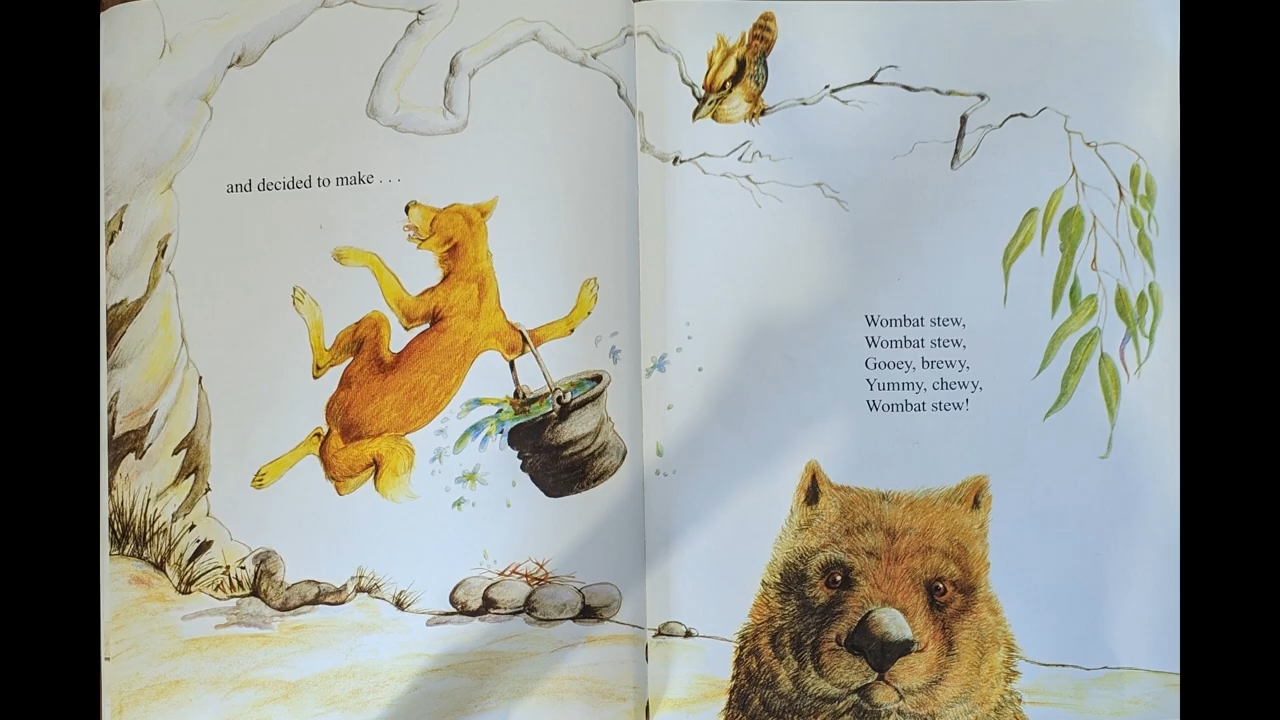 and decided to make . . .
Wombat stew,
Wombat stew,
Gooey, brewy,
Yummy, chewy,
Wombat stew!